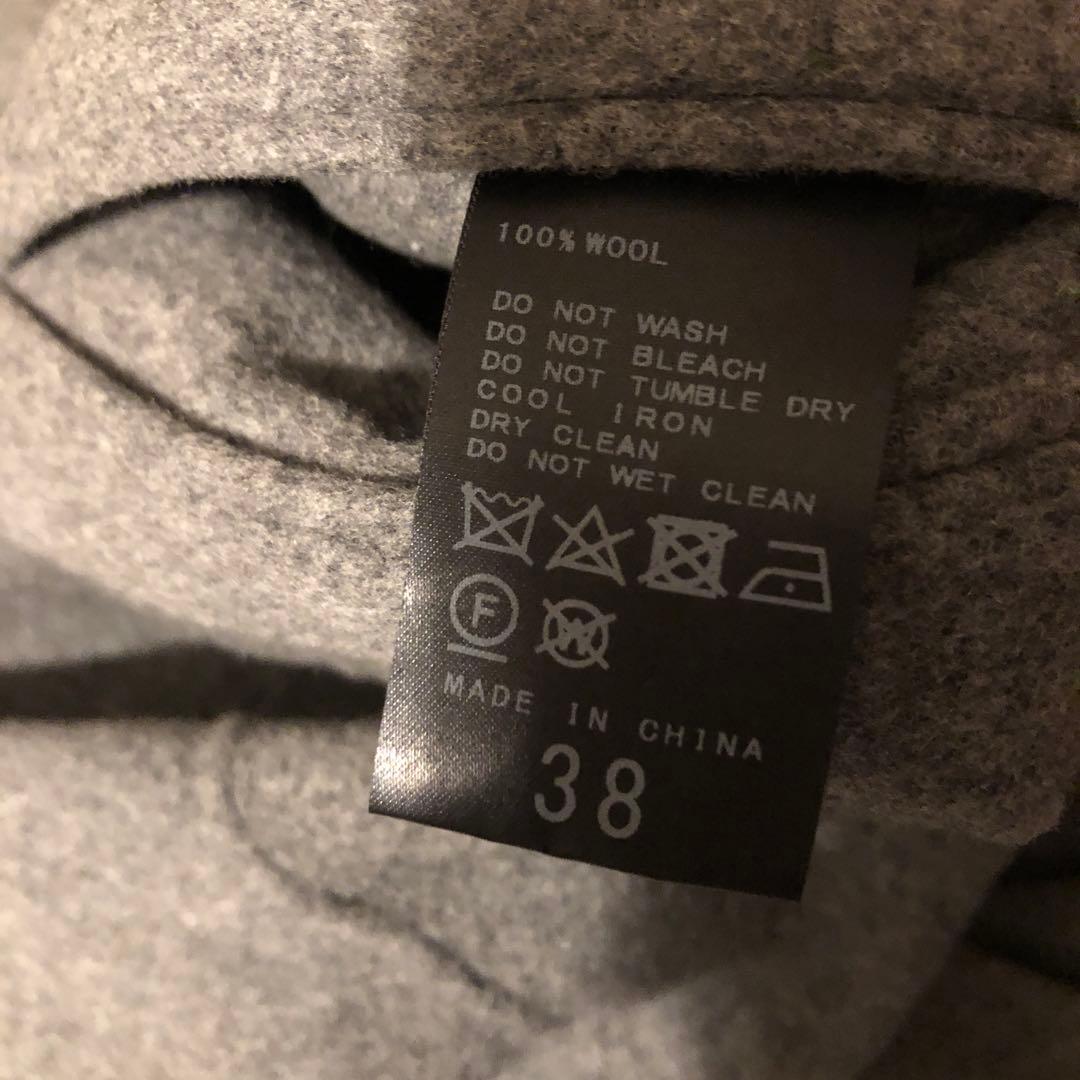 100% WOOL
DO NOT WASH
DO NOT BLEACH
DO NOT TUMBLE DRY
COOL IRON
DRY CLEAN
DO NOT WET CLEAN
F W
MADE IN CHINA
38